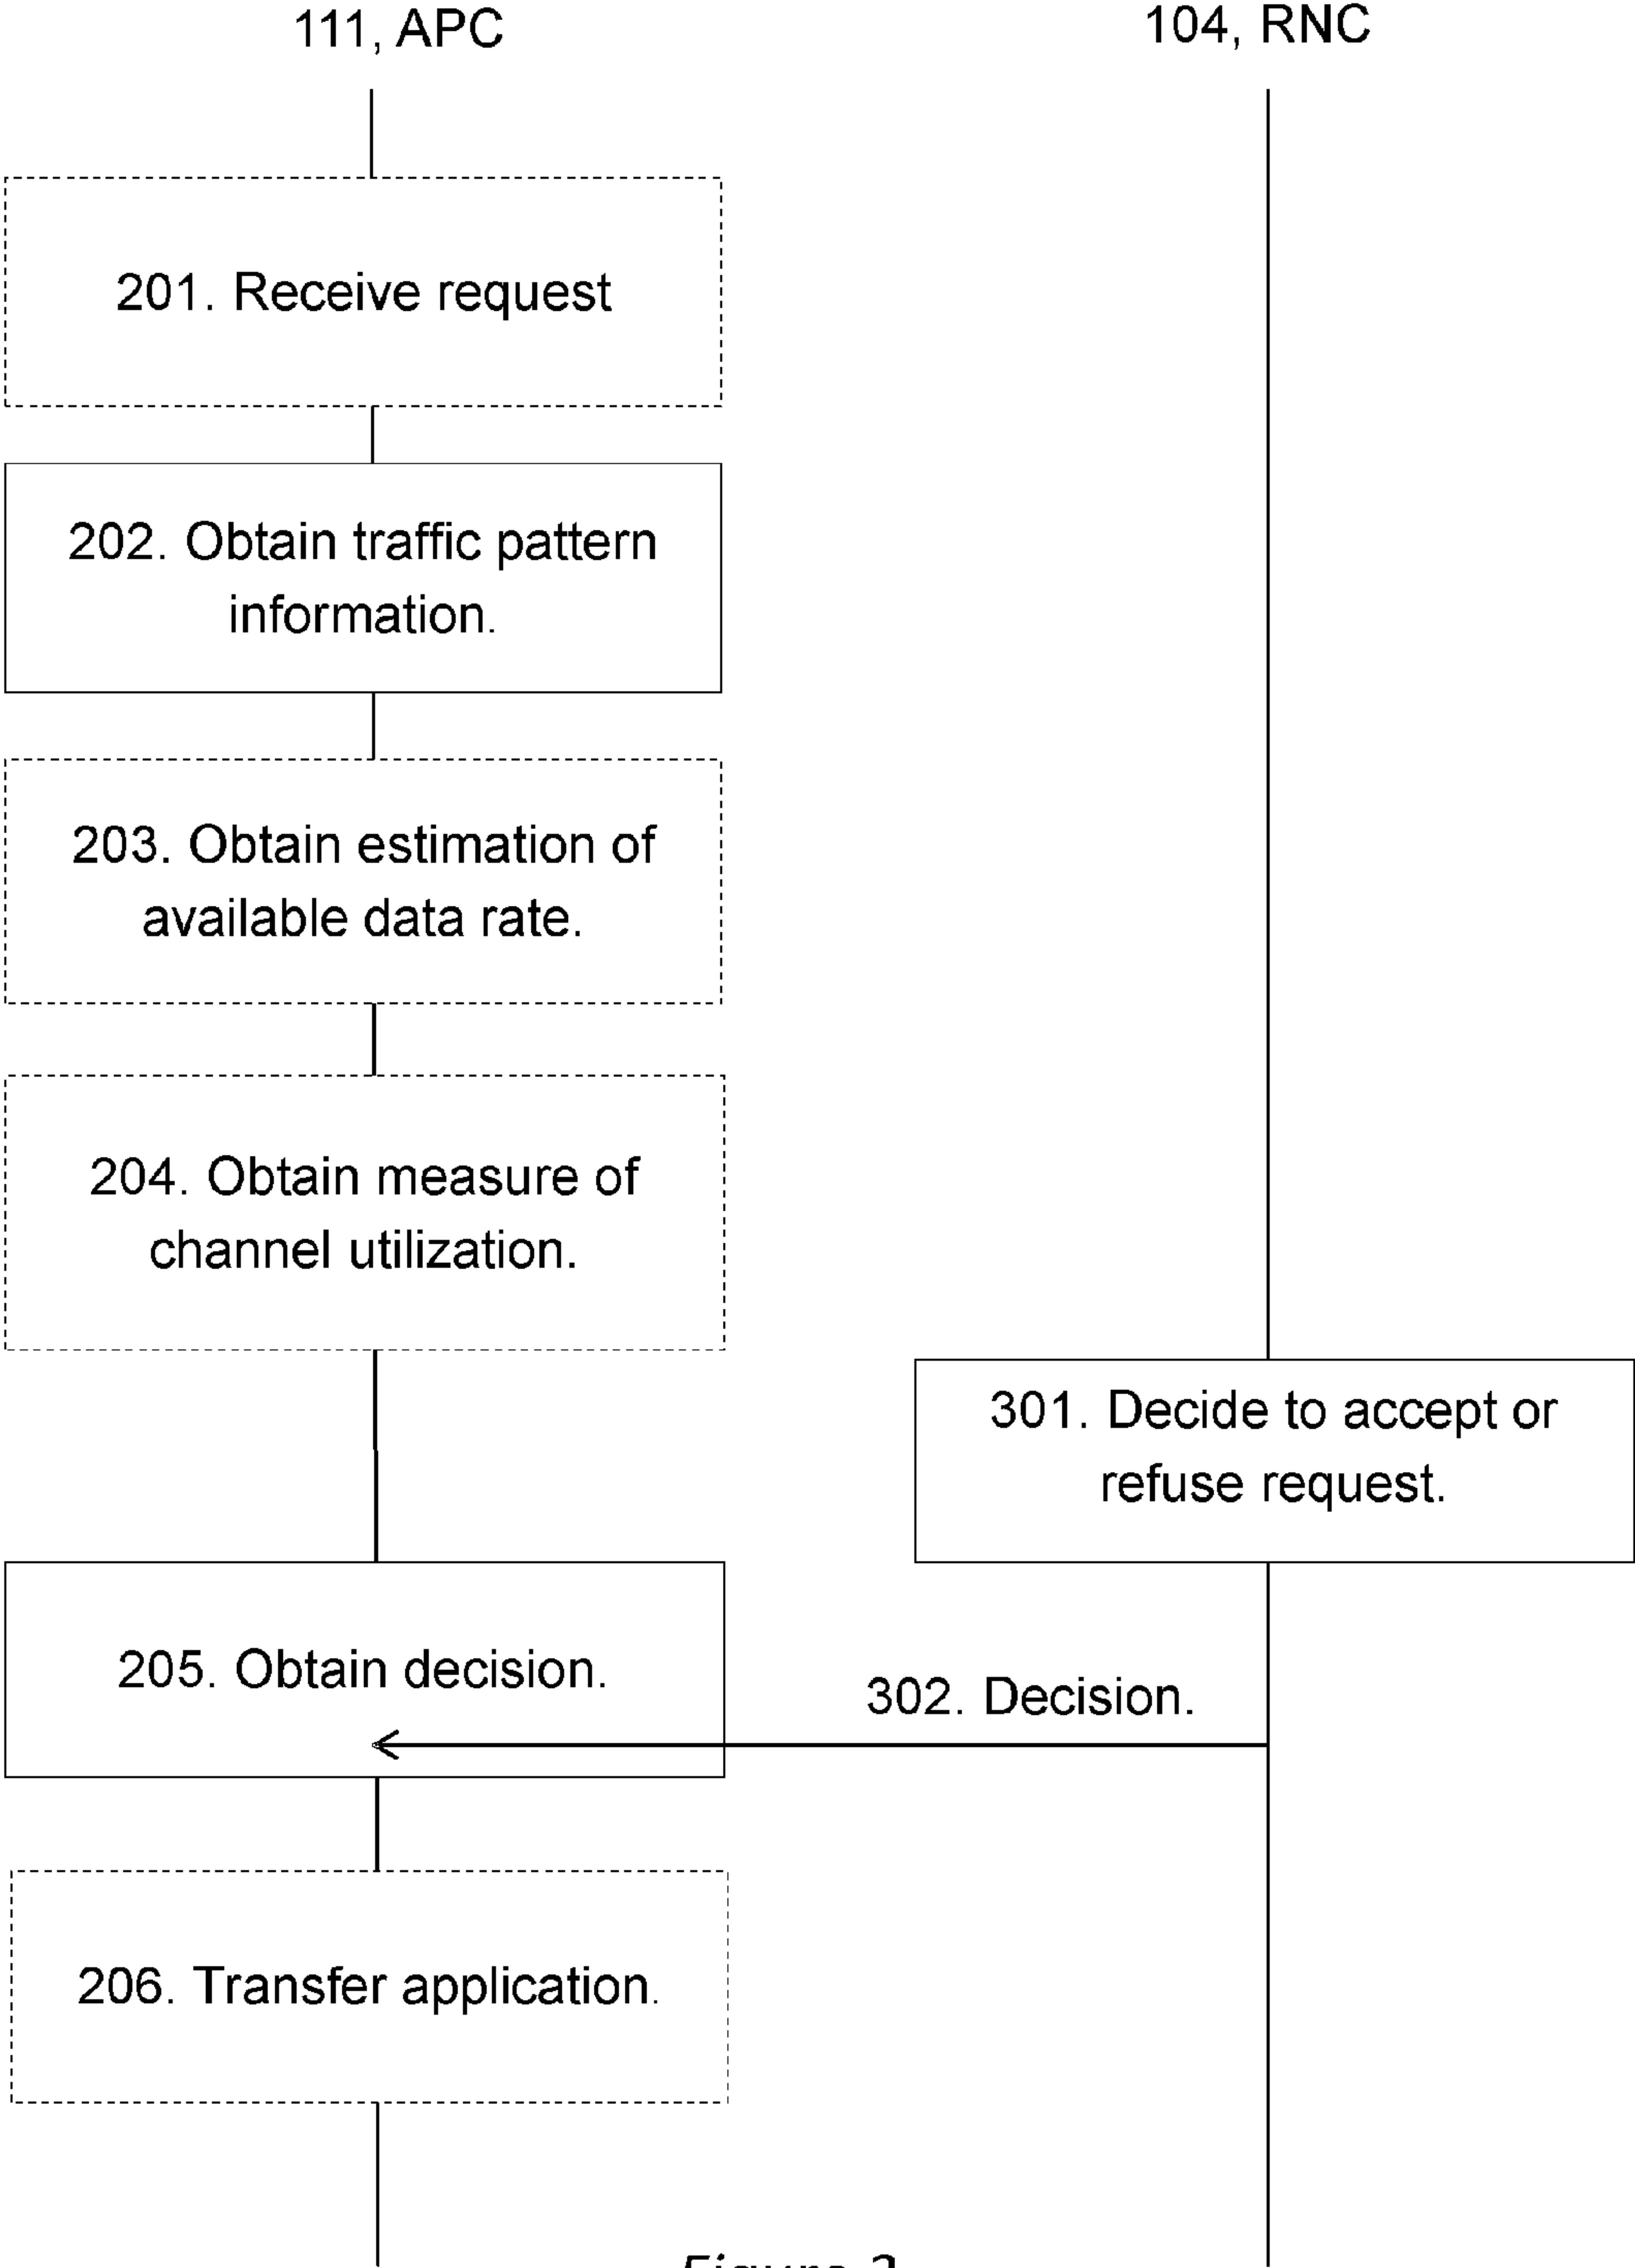 111, APC
104, RNC
201. Receive request
202. Obtain traffic pattern
information.
203. Obtain estimation of
available data rate.
204. Obtain measure of
channel utilization.
301. Decide to accept or
refuse request.
205. Obtain decision.
302. Decision.
206. Transfer application.
Figure